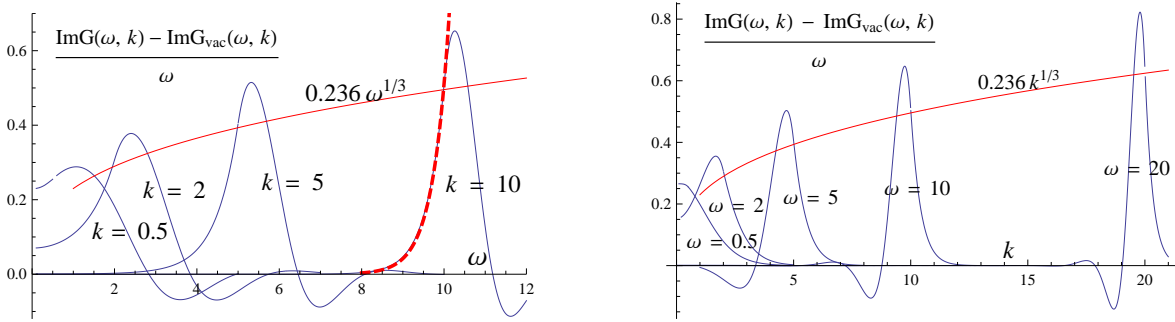 ImG(ω, k) − ImG_vac(ω, k)
ω
0.236 ω^1/3
k = 0.5
k = 2
k = 5
k = 10
ω
0.6
0.4
0.2
0.0
2
4
6
8
10
12
ImG(ω, k) − ImG_vac(ω, k)
ω
0.236 k^1/3
ω = 0.5
ω = 2
ω = 5
ω = 10
ω = 20
k
0.8
0.6
0.4
0.2
5
10
15
20